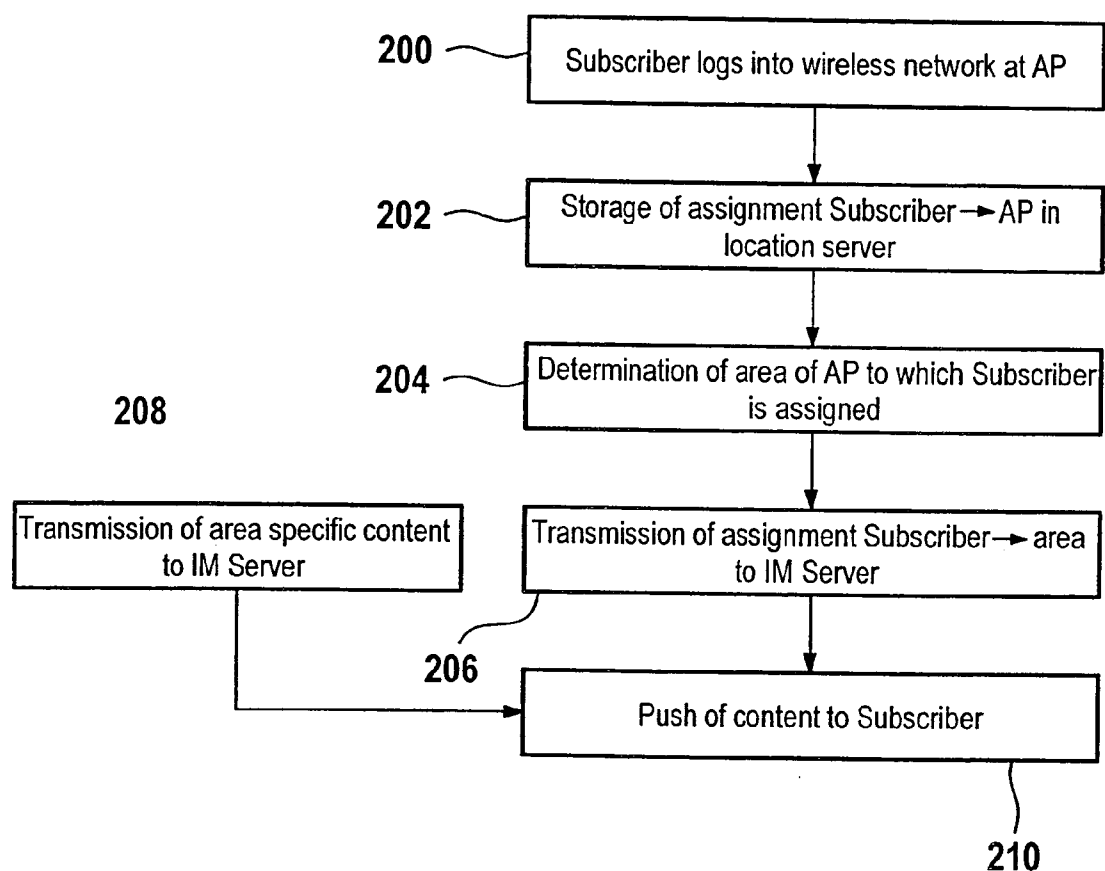 200
Subscriber logs into wireless network at AP
202
Storage of assignment Subscriber → AP in
location server
204
Determination of area of AP to which Subscriber
is assigned
208
Transmission of area specific content
to IM Server
Transmission of assignment Subscriber → area
to IM Server
206
Push of content to Subscriber
210